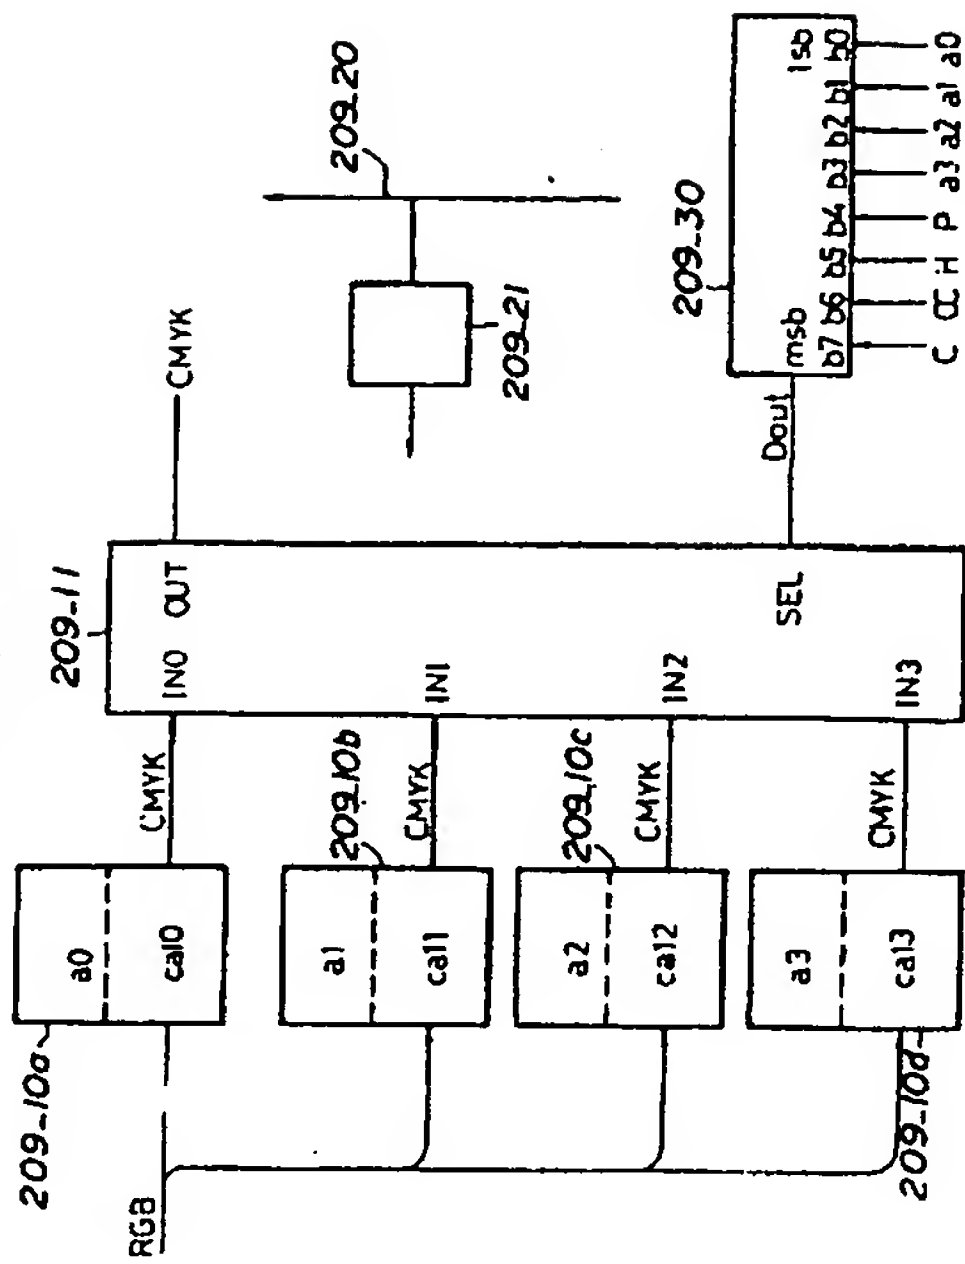 RGB
209-10a
a0
cal0
CMYK
a1
cal1
209-10b
CMYK
a2
cal2
209-10c
CMYK
a3
cal3
209-10d
CMYK
209-11
IN0 OUT
IN1
IN2
IN3
SEL
CMYK
209-20
209-21
Dout
209-30
msb lsb
b7 b6 b5 b4 b3 b2 b1 b0
C CC H P a3 a2 a1 a0